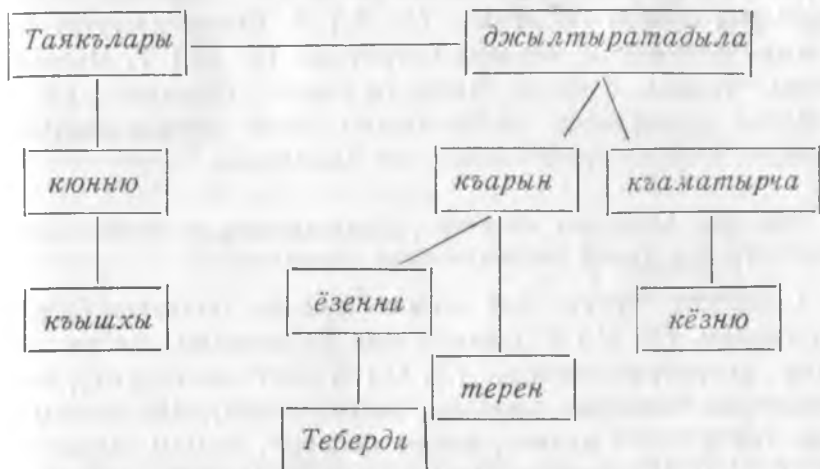 Таякълары джылтыратадыла
кюнню къарын къаматырча
къышхы ёзенни кёзню
терен
Теберди